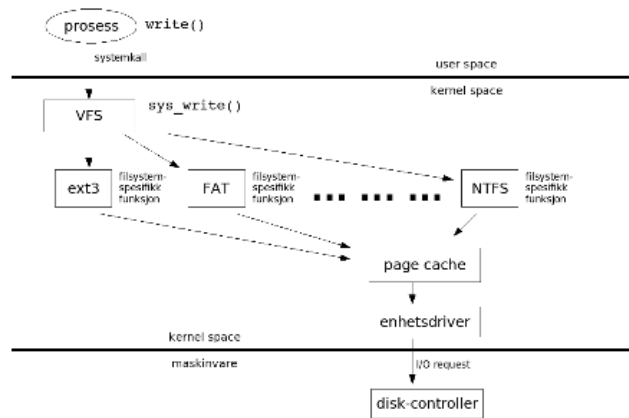 prosess write()
systemkall
user space
kernel space
VFS sys_write()
ext3 filsystem-
spesifikk
funksjon
FAT filsystem-
spesifikk
funksjon
NTFS filsystem-
spesifikk
funksjon
page cache
enhetsdriver
kernel space
maskinvare
I/O request
disk-controller